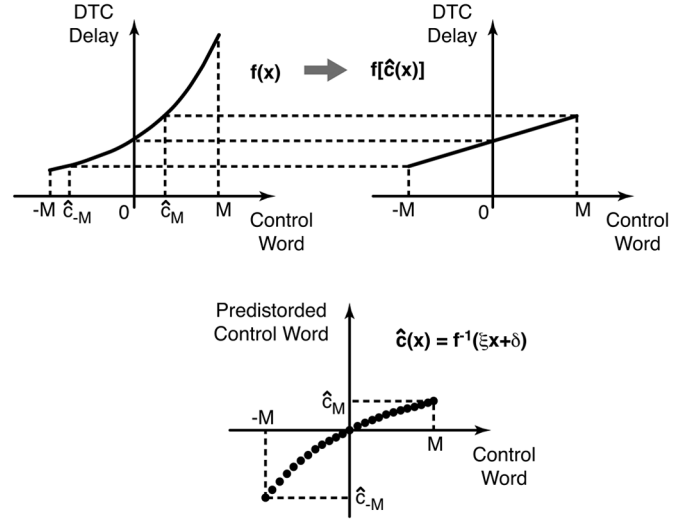 DTC
Delay
f(x)
-M
ĉ-M
0
ĉM
M
Control
Word
DTC
Delay
f[ĉ(x)]
-M
0
M
Control
Word
Predistorded
Control Word
ĉ(x) = f⁻¹(ξx+δ)
-M
ĉM
M
Control
Word
ĉ-M